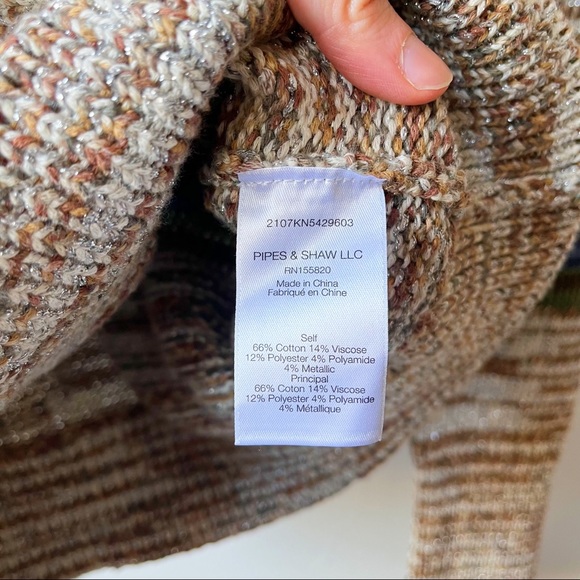 2107KN5429603
PIPES & SHAW LLC
RN155820
Made in China
Fabriqué en Chine
Self
66% Cotton 14% Viscose
12% Polyester 4% Polyamide
4% Metallic
Principal
66% Coton 14% Viscose
12% Polyester 4% Polyamide
4% Métallique